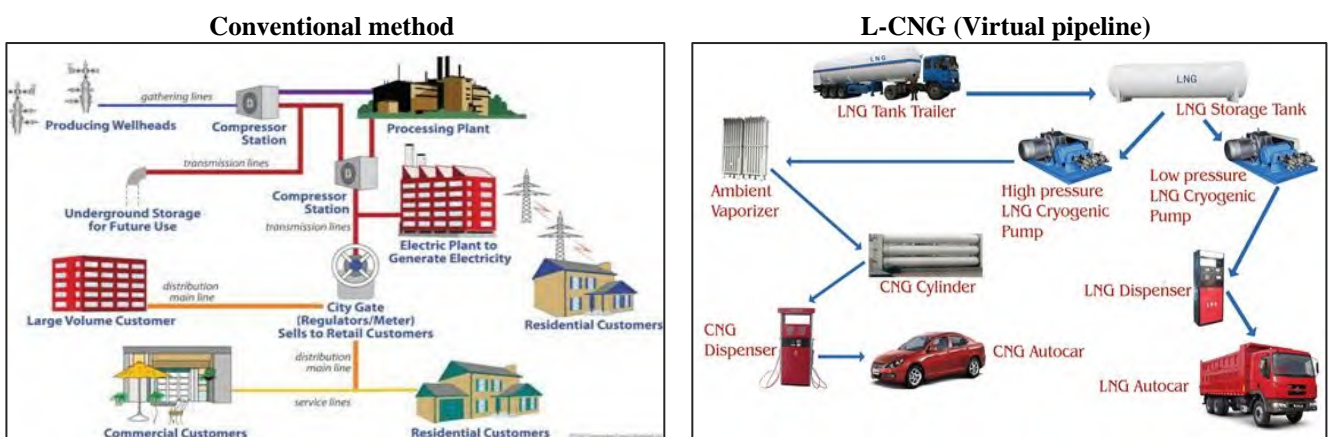 Conventional method
gathering lines
Producing Wellheads
Compressor
Station
Processing Plant
transmission lines
Underground Storage
for Future Use
Compressor
Station
transmission lines
Electric Plant to
Generate Electricity
distribution
main line
Large Volume Customer
City Gate
(Regulators/Meter)
Sells to Retail Customers
Residential Customers
distribution
main line
service lines
Commercial Customers
Residential Customers
L-CNG (Virtual pipeline)
LNG
LNG Tank Trailer
LNG
LNG Storage Tank
Ambient
Vaporizer
High pressure
LNG Cryogenic
Pump
Low pressure
LNG Cryogenic
Pump
CNG Cylinder
LNG Dispenser
CNG
Dispenser
CNG Autocar
LNG Autocar